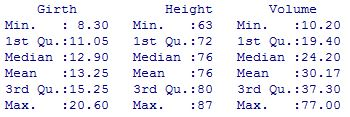 Girth Height Volume
Min. : 8.30 Min. :63 Min. :10.20
1st Qu.:11.05 1st Qu.:72 1st Qu.:19.40
Median :12.90 Median :76 Median :24.20
Mean :13.25 Mean :76 Mean :30.17
3rd Qu.:15.25 3rd Qu.:80 3rd Qu.:37.30
Max. :20.60 Max. :87 Max. :77.00